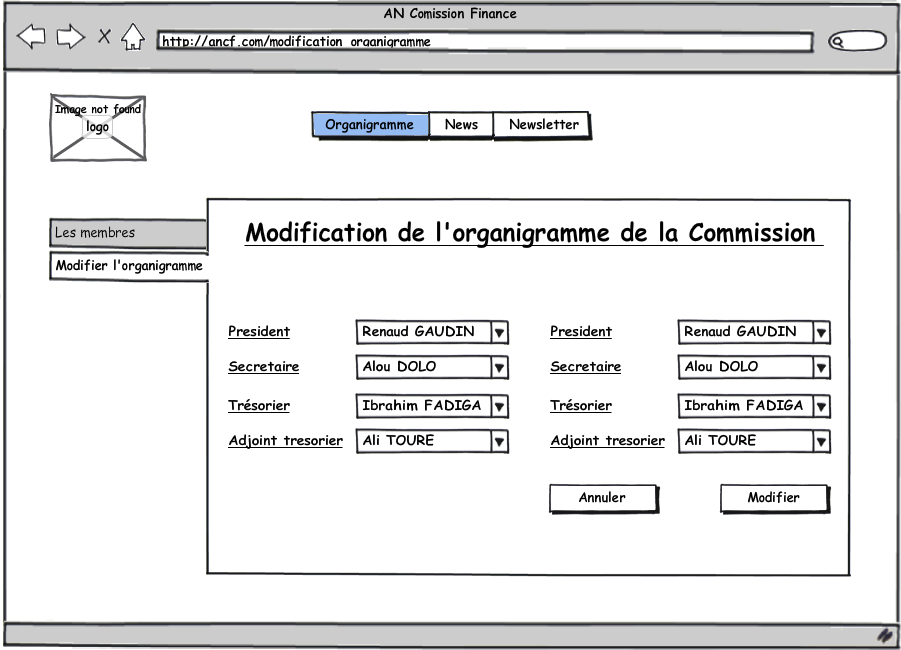 AN Comission Finance
http://ancf.com/modification_organigramme
Image not found
logo
Organigramme News Newsletter
Les membres
Modification de l'organigramme de la Commission
Modifier l'organigramme
President Renaud GAUDIN President Renaud GAUDIN
Secretaire Alou DOLO Secretaire Alou DOLO
Trésorier Ibrahim FADIGA Trésorier Ibrahim FADIGA
Adjoint tresorier Ali TOURE Adjoint tresorier Ali TOURE
Annuler Modifier